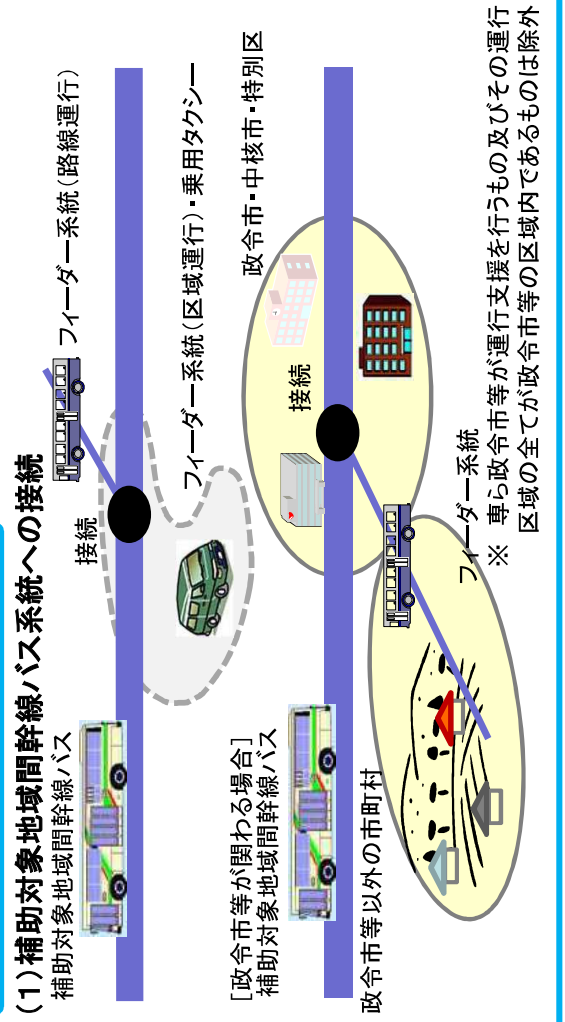 (1)補助対象地域間幹線バス系統への接続
補助対象地域間幹線バス
接続
フィーダー系統(路線運行)
フィーダー系統(区域運行)・乗用タクシー
[政令市等が関わる場合]
補助対象地域間幹線バス
政令市・中核市・特別区
接続
政令市等以外の市町村
フィーダー系統
※ 専ら政令市等が運行支援を行うもの及びその運行
区域の全てが政令市等の区域内であるものは除外